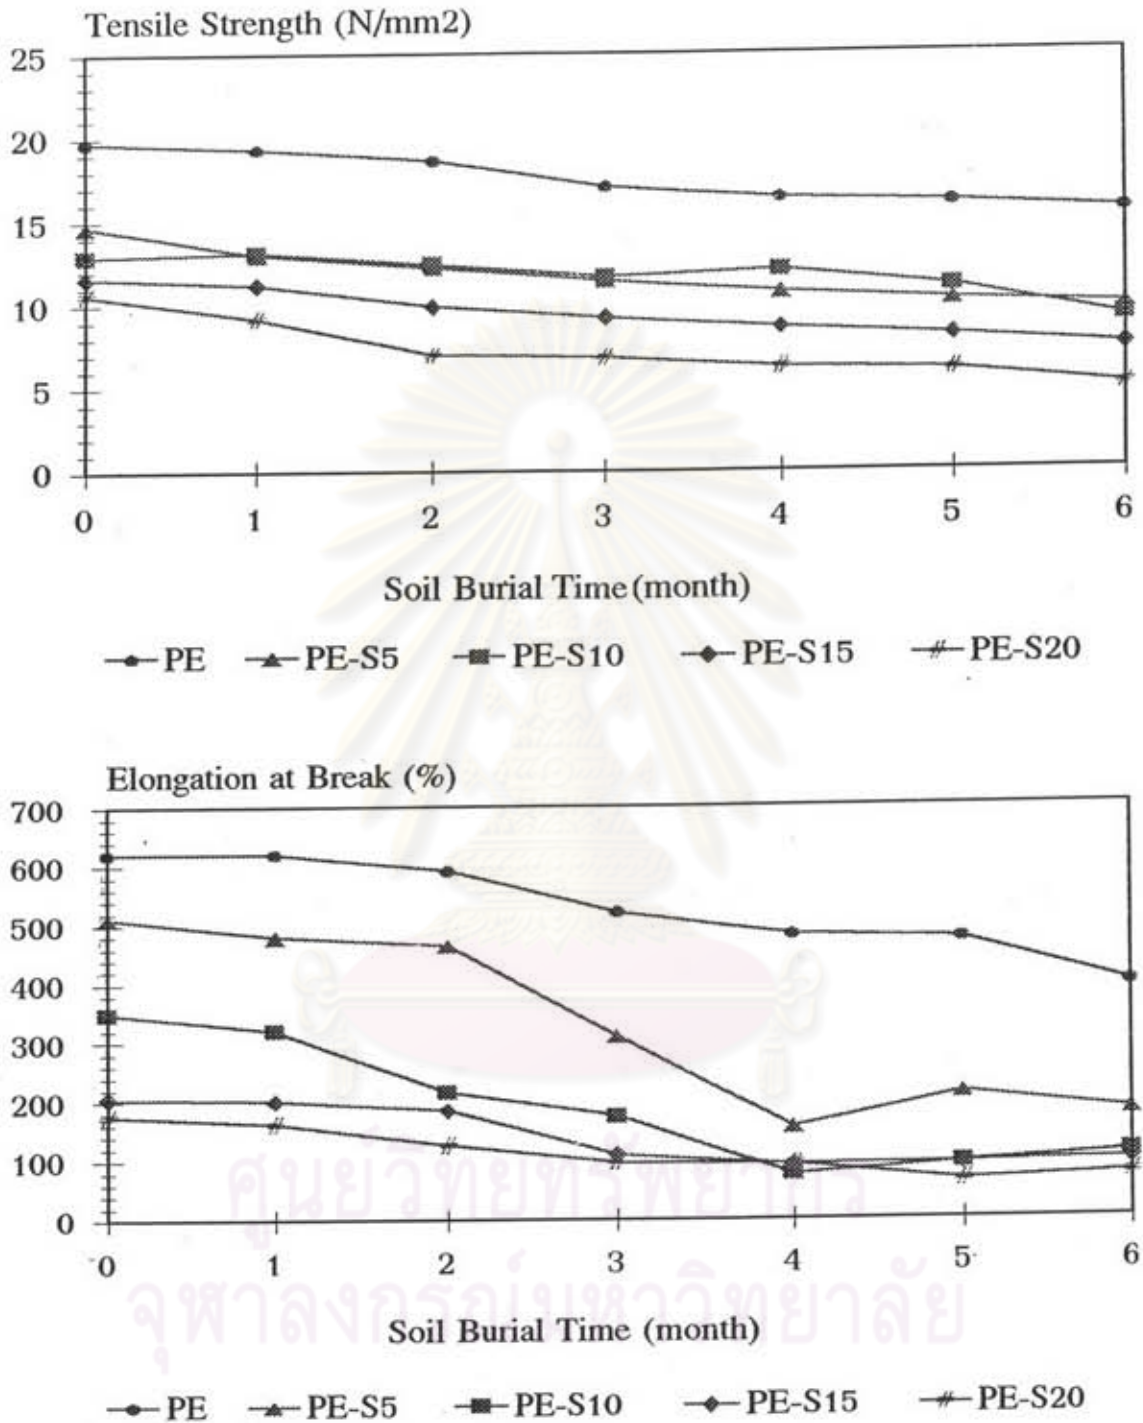 Tensile Strength (N/mm2)
25
20
15
10
5
0
0 1 2 3 4 5 6
Soil Burial Time (month)
PE PE-S5 PE-S10 PE-S15 PE-S20
Elongation at Break (%)
700
600
500
400
300
200
100
0
0 1 2 3 4 5 6
ศูนย์วิทยทรัพยากร
จุฬาลงกรณ์มหาวิทยาลัย
Soil Burial Time (month)
PE PE-S5 PE-S10 PE-S15 PE-S20